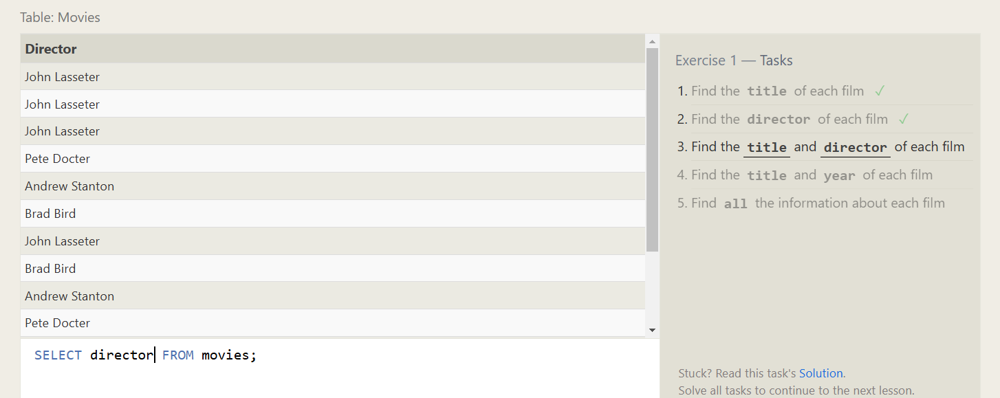 Table: Movies
Director
John Lasseter
John Lasseter
John Lasseter
Pete Docter
Andrew Stanton
Brad Bird
John Lasseter
Brad Bird
Andrew Stanton
Pete Docter
SELECT director FROM movies;
Exercise 1 — Tasks
1. Find the title of each film ✓
2. Find the director of each film ✓
3. Find the title and director of each film
4. Find the title and year of each film
5. Find all the information about each film
Stuck? Read this task's Solution.
Solve all tasks to continue to the next lesson.